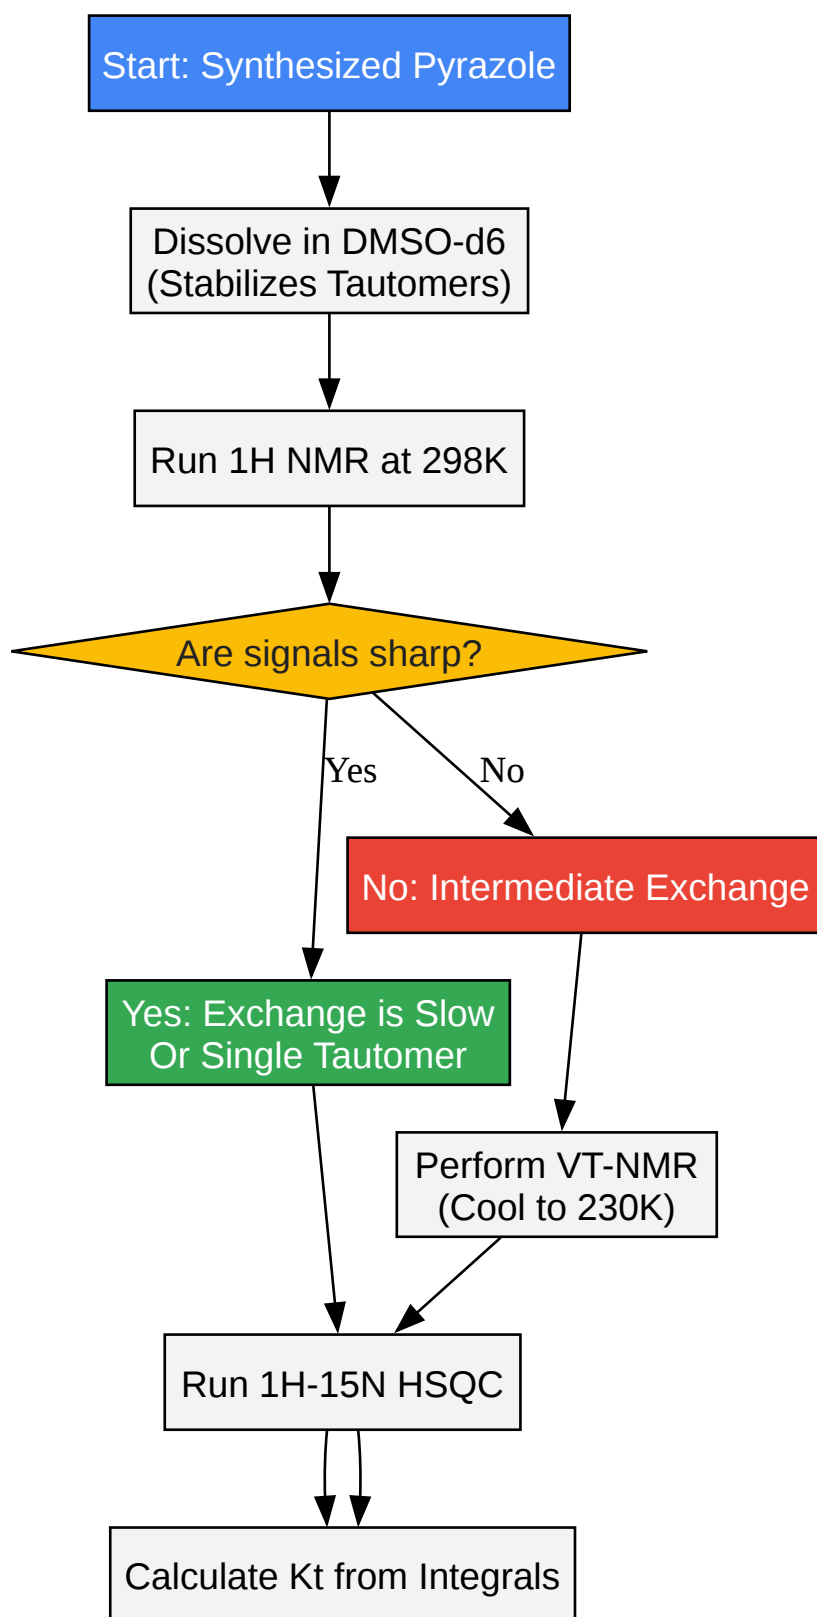 Start: Synthesized Pyrazole
Dissolve in DMSO-d6
(Stabilizes Tautomers)
Run 1H NMR at 298K
Are signals sharp?
Yes
No
No: Intermediate Exchange
Yes: Exchange is Slow
Or Single Tautomer
Perform VT-NMR
(Cool to 230K)
Run 1H-15N HSQC
Calculate Kt from Integrals